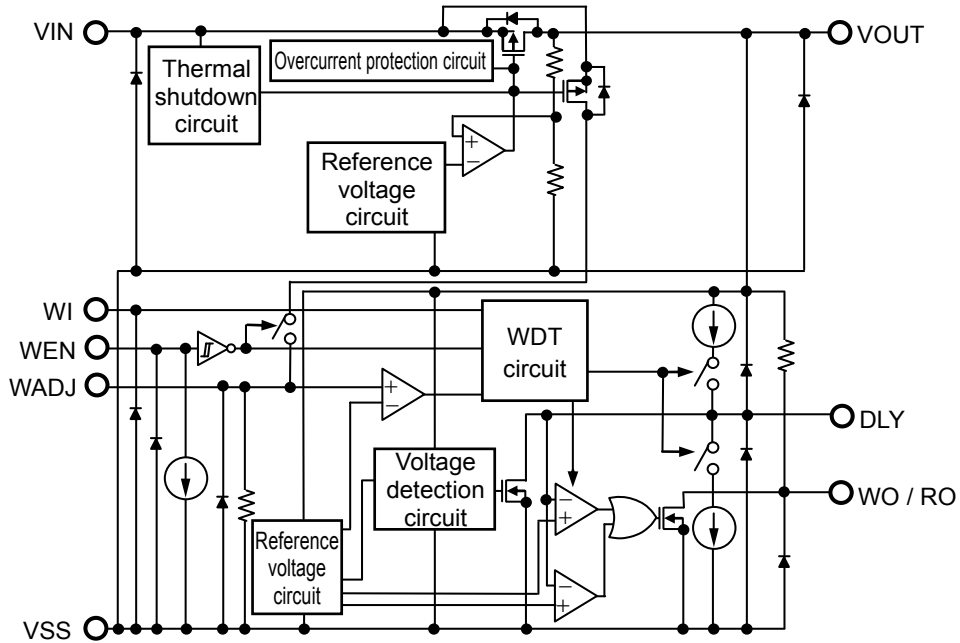 VIN
VOUT
Overcurrent protection circuit
Thermal
shutdown
circuit
+
−
Reference
voltage
circuit
WI
WEN
WADJ
WDT
circuit
+
−
DLY
Voltage
detection
circuit
−
+
WO / RO
Reference
voltage
circuit
−
+
VSS